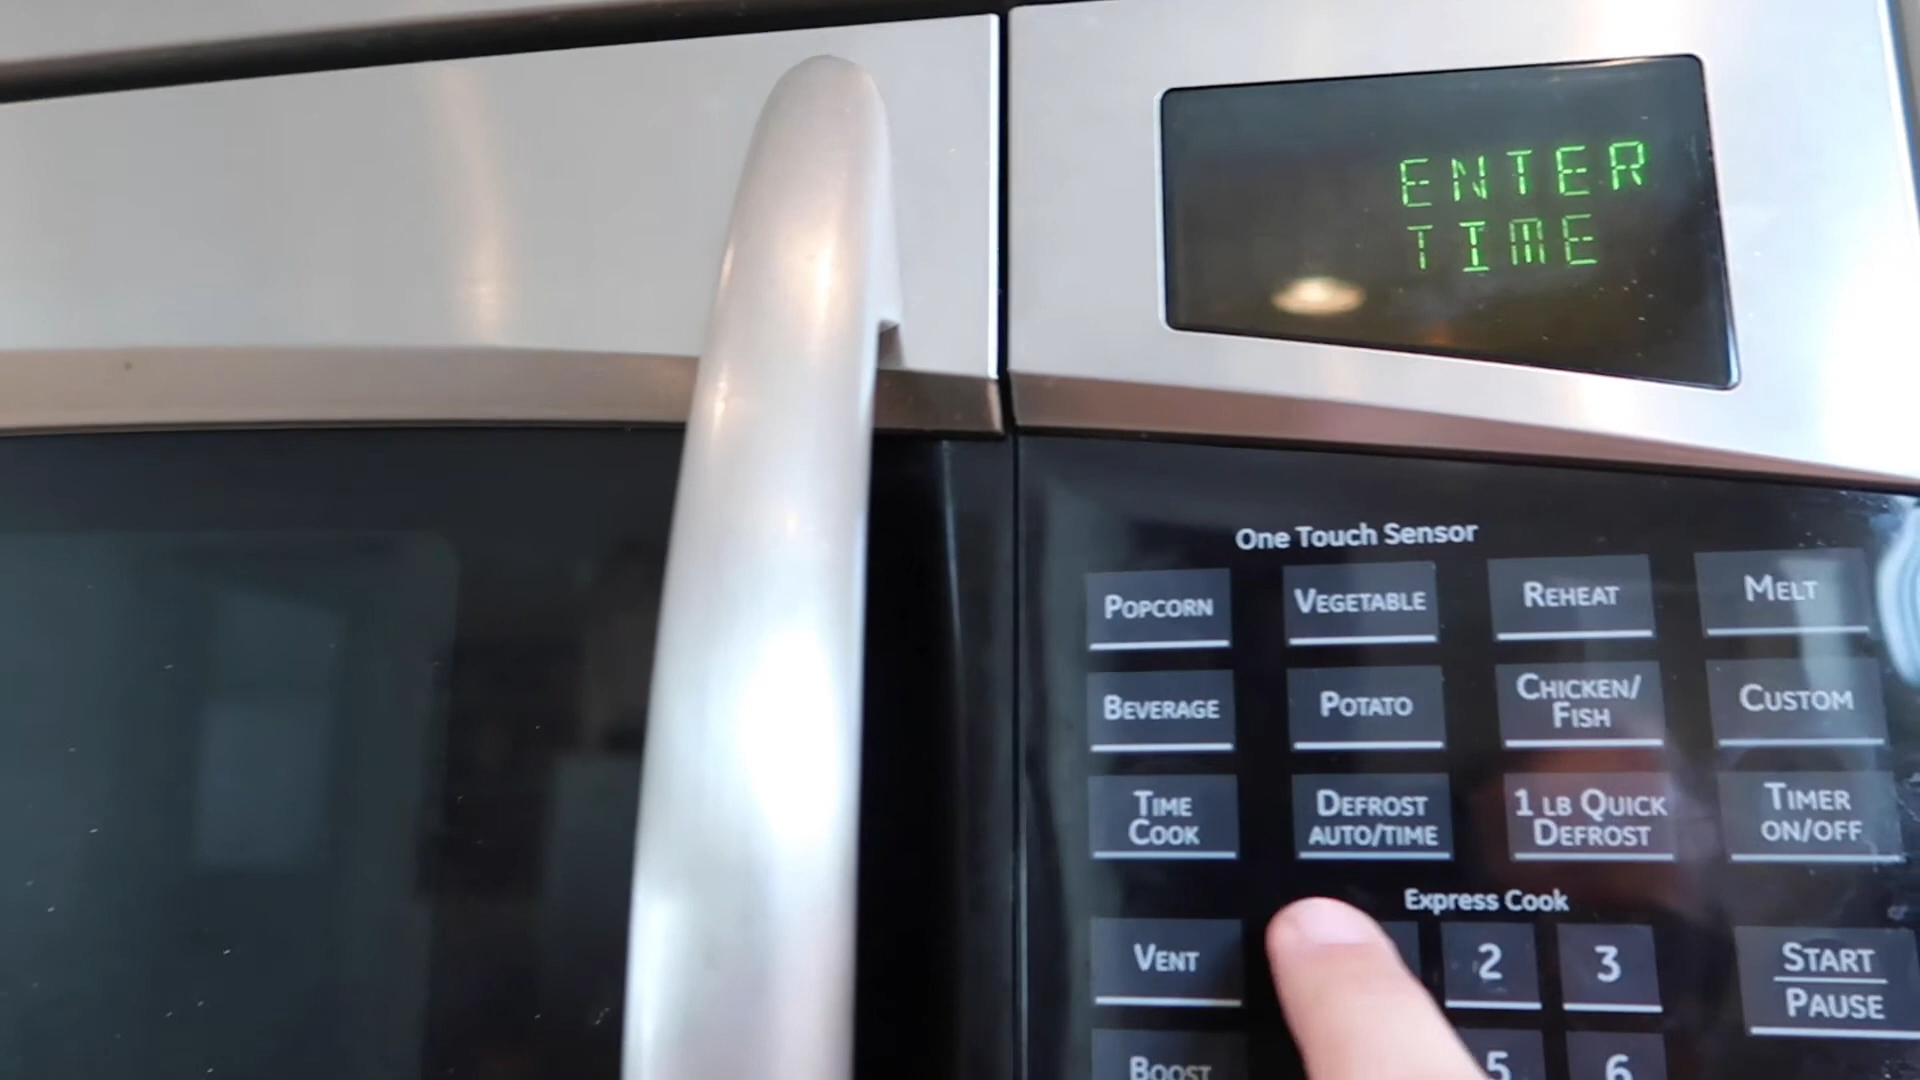 ENTER
TIME
One Touch Sensor
POPCORN
VEGETABLE
REHEAT
MELT
BEVERAGE
POTATO
CHICKEN/
FISH
CUSTOM
TIME
COOK
DEFROST
AUTO/TIME
1 LB QUICK
DEFROST
TIMER
ON/OFF
Express Cook
VENT
2
3
START
PAUSE
BOOST
5
6